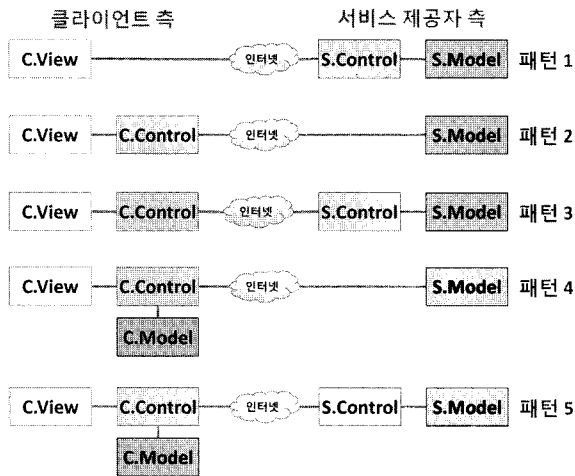 클라이언트 측 서비스 제공자 측
C.View 인터넷 S.Control S.Model 패턴 1
C.View C.Control 인터넷 S.Model 패턴 2
C.View C.Control 인터넷 S.Control S.Model 패턴 3
C.View C.Control 인터넷 S.Model 패턴 4
C.Model
C.View C.Control 인터넷 S.Control S.Model 패턴 5
C.Model